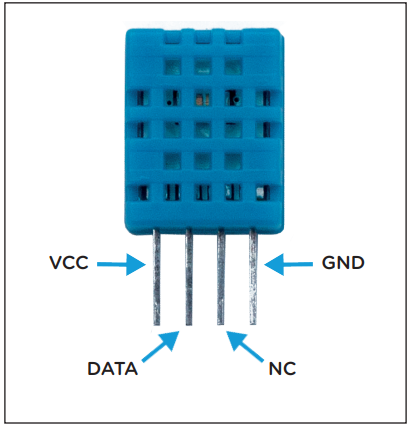 VCC
GND
DATA
NC